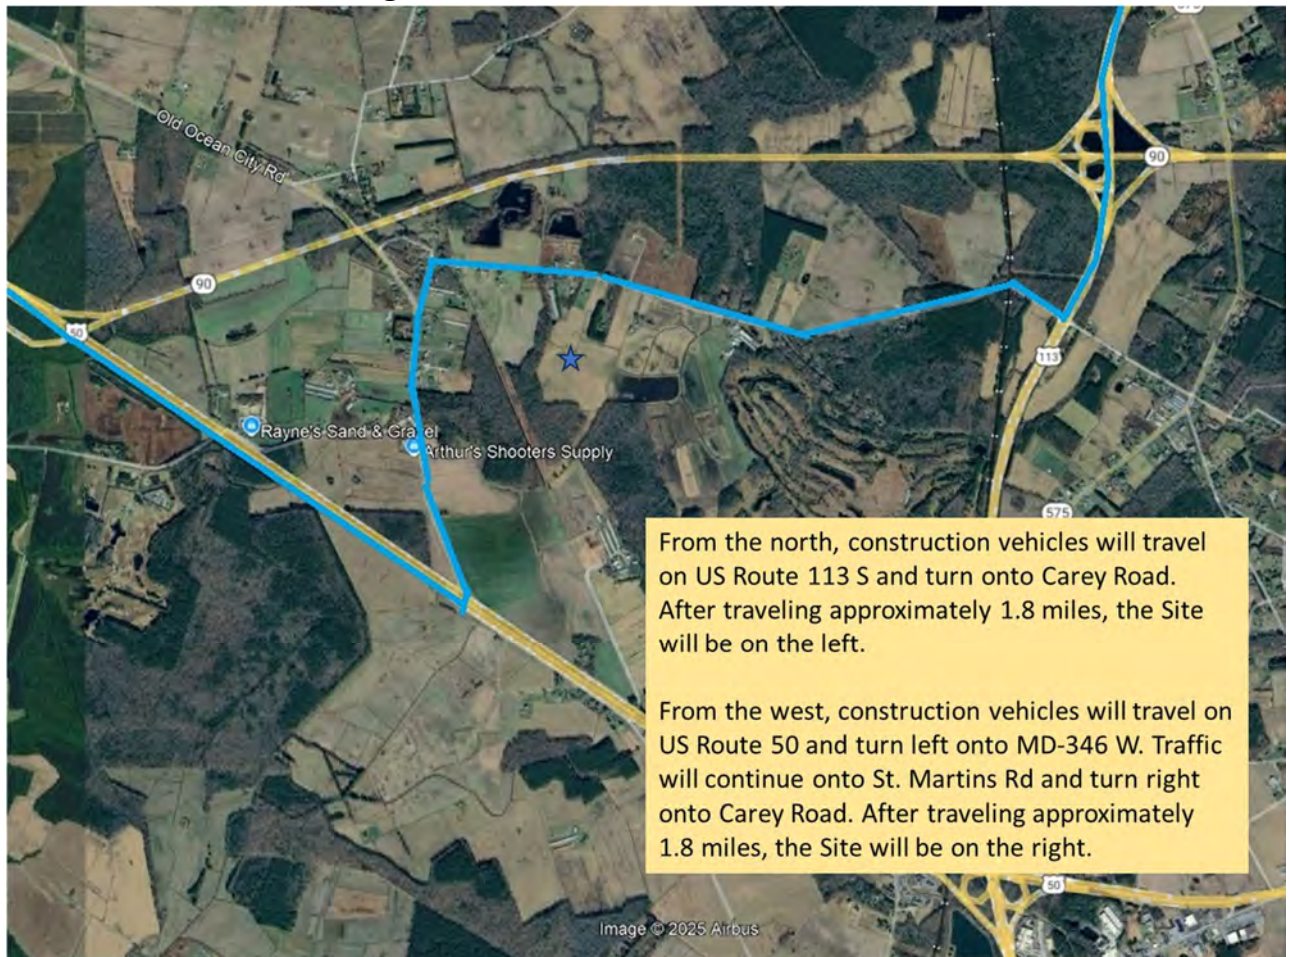 Old Ocean City Rd
90
90
50
113
Rayne's Sand & Gravel
Arthur's Shooters Supply
575
From the north, construction vehicles will travel
on US Route 113 S and turn onto Carey Road.
After traveling approximately 1.8 miles, the Site
will be on the left.
From the west, construction vehicles will travel on
US Route 50 and turn left onto MD-346 W. Traffic
will continue onto St. Martins Rd and turn right
onto Carey Road. After traveling approximately
1.8 miles, the Site will be on the right.
50
Image © 2025 Airbus